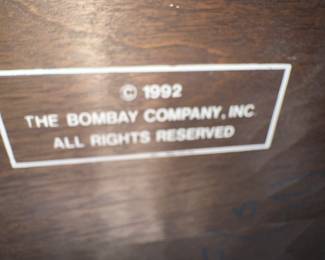 © 1992
THE BOMBAY COMPANY, INC
ALL RIGHTS RESERVED